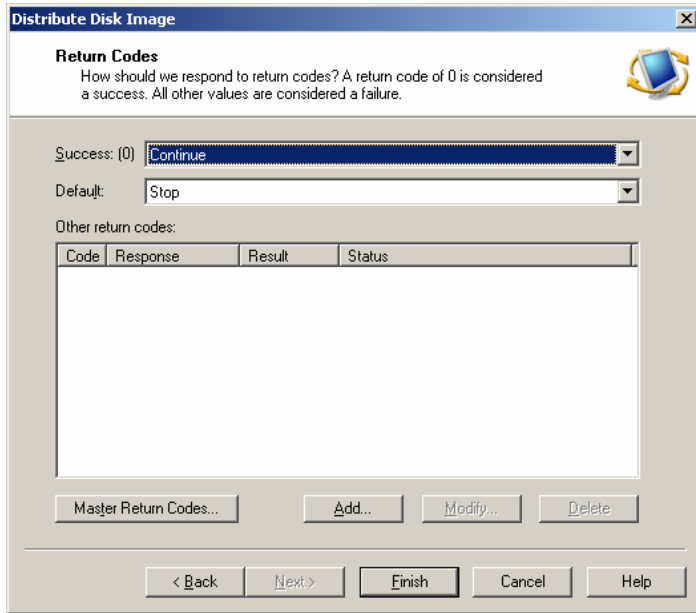 Distribute Disk Image
Return Codes
How should we respond to return codes? A return code of 0 is considered
a success. All other values are considered a failure.
Success: (0) Continue
Default: Stop
Other return codes:
Code Response Result Status
Master Return Codes... Add... Modify... Delete
< Back Next > Finish Cancel Help